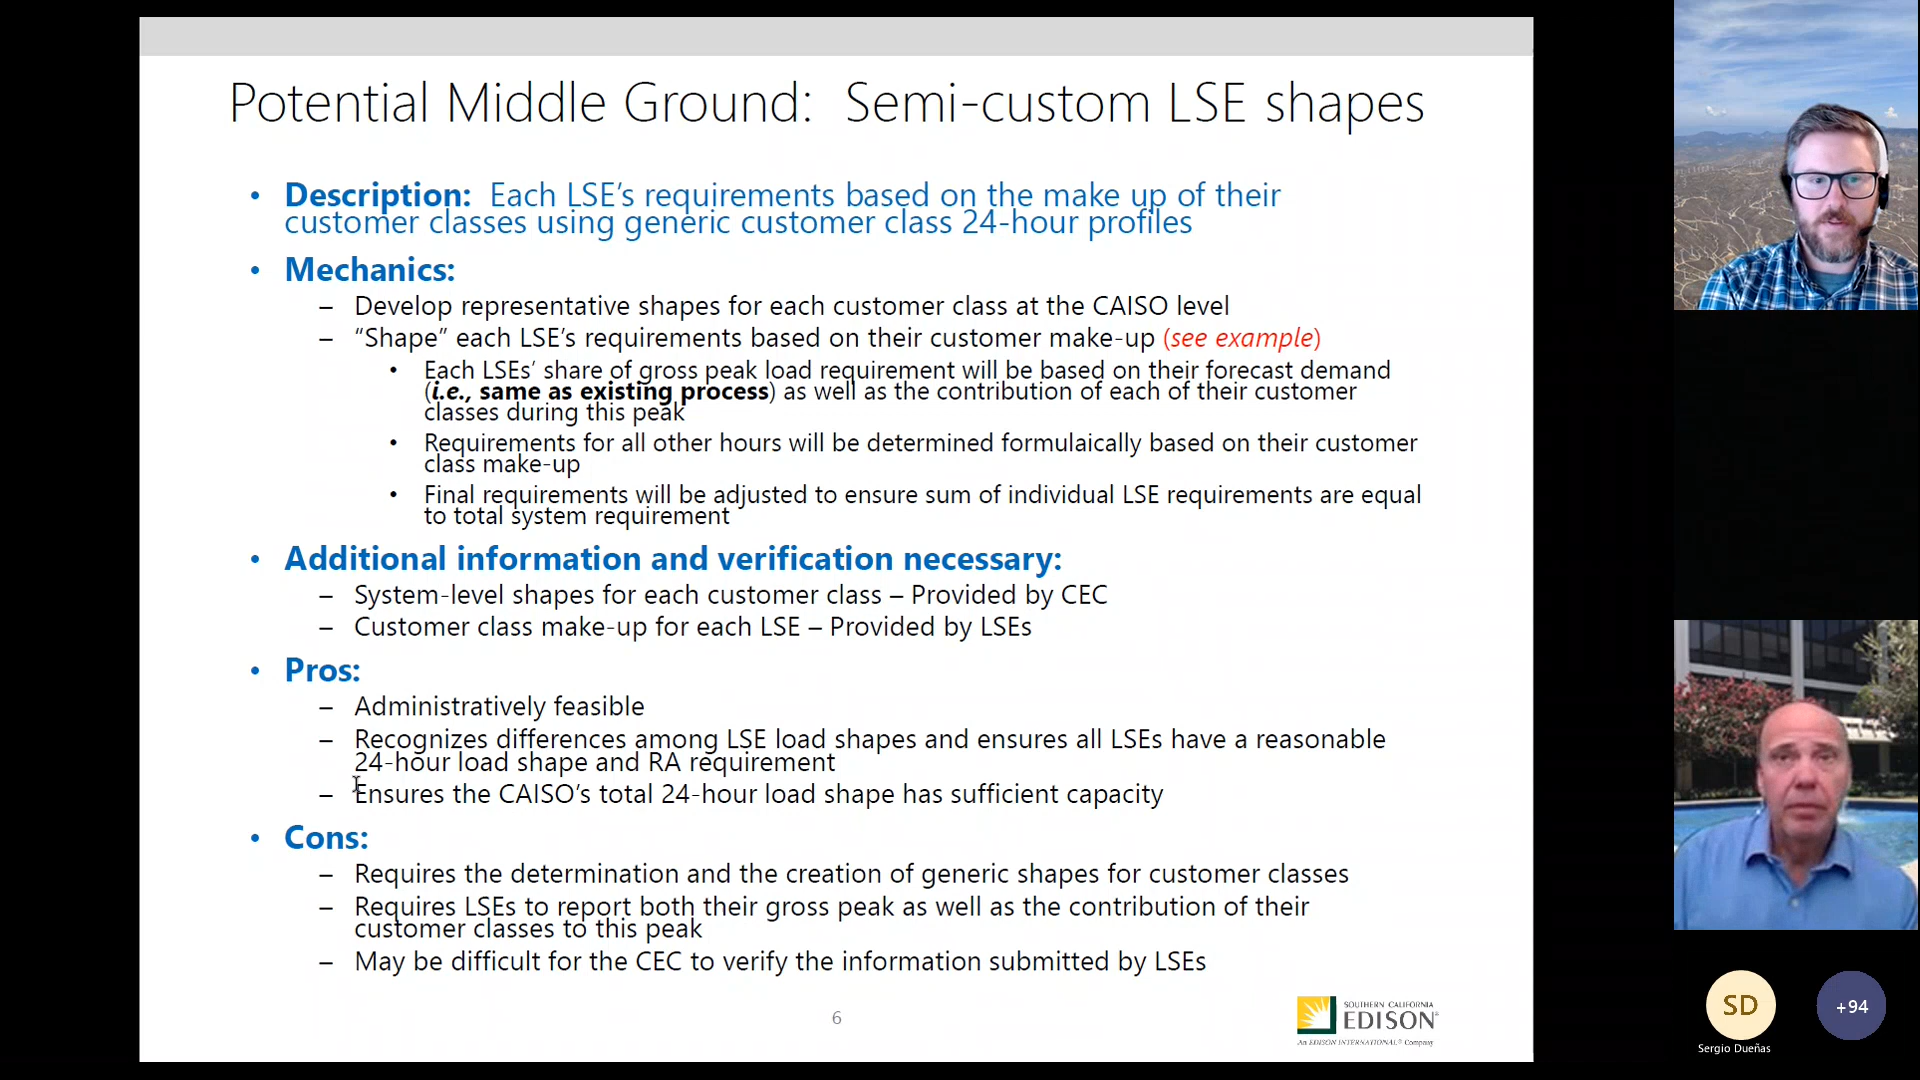 Potential Middle Ground: Semi-custom LSE shapes
• Description: Each LSE’s requirements based on the make up of their
customer classes using generic customer class 24-hour profiles
• Mechanics:
– Develop representative shapes for each customer class at the CAISO level
– “Shape” each LSE’s requirements based on their customer make-up (see example)
• Each LSEs’ share of gross peak load requirement will be based on their forecast demand
(i.e., same as existing process) as well as the contribution of each of their customer
classes during this peak
• Requirements for all other hours will be determined formulaically based on their customer
class make-up
• Final requirements will be adjusted to ensure sum of individual LSE requirements are equal
to total system requirement
• Additional information and verification necessary:
– System-level shapes for each customer class – Provided by CEC
– Customer class make-up for each LSE – Provided by LSEs
• Pros:
– Administratively feasible
– Recognizes differences among LSE load shapes and ensures all LSEs have a reasonable
24-hour load shape and RA requirement
– Ensures the CAISO’s total 24-hour load shape has sufficient capacity
• Cons:
– Requires the determination and the creation of generic shapes for customer classes
– Requires LSEs to report both their gross peak as well as the contribution of their
customer classes to this peak
– May be difficult for the CEC to verify the information submitted by LSEs
6
SOUTHERN CALIFORNIA
EDISON®
An EDISON INTERNATIONAL® Company
SD
+94
Sergio Dueñas